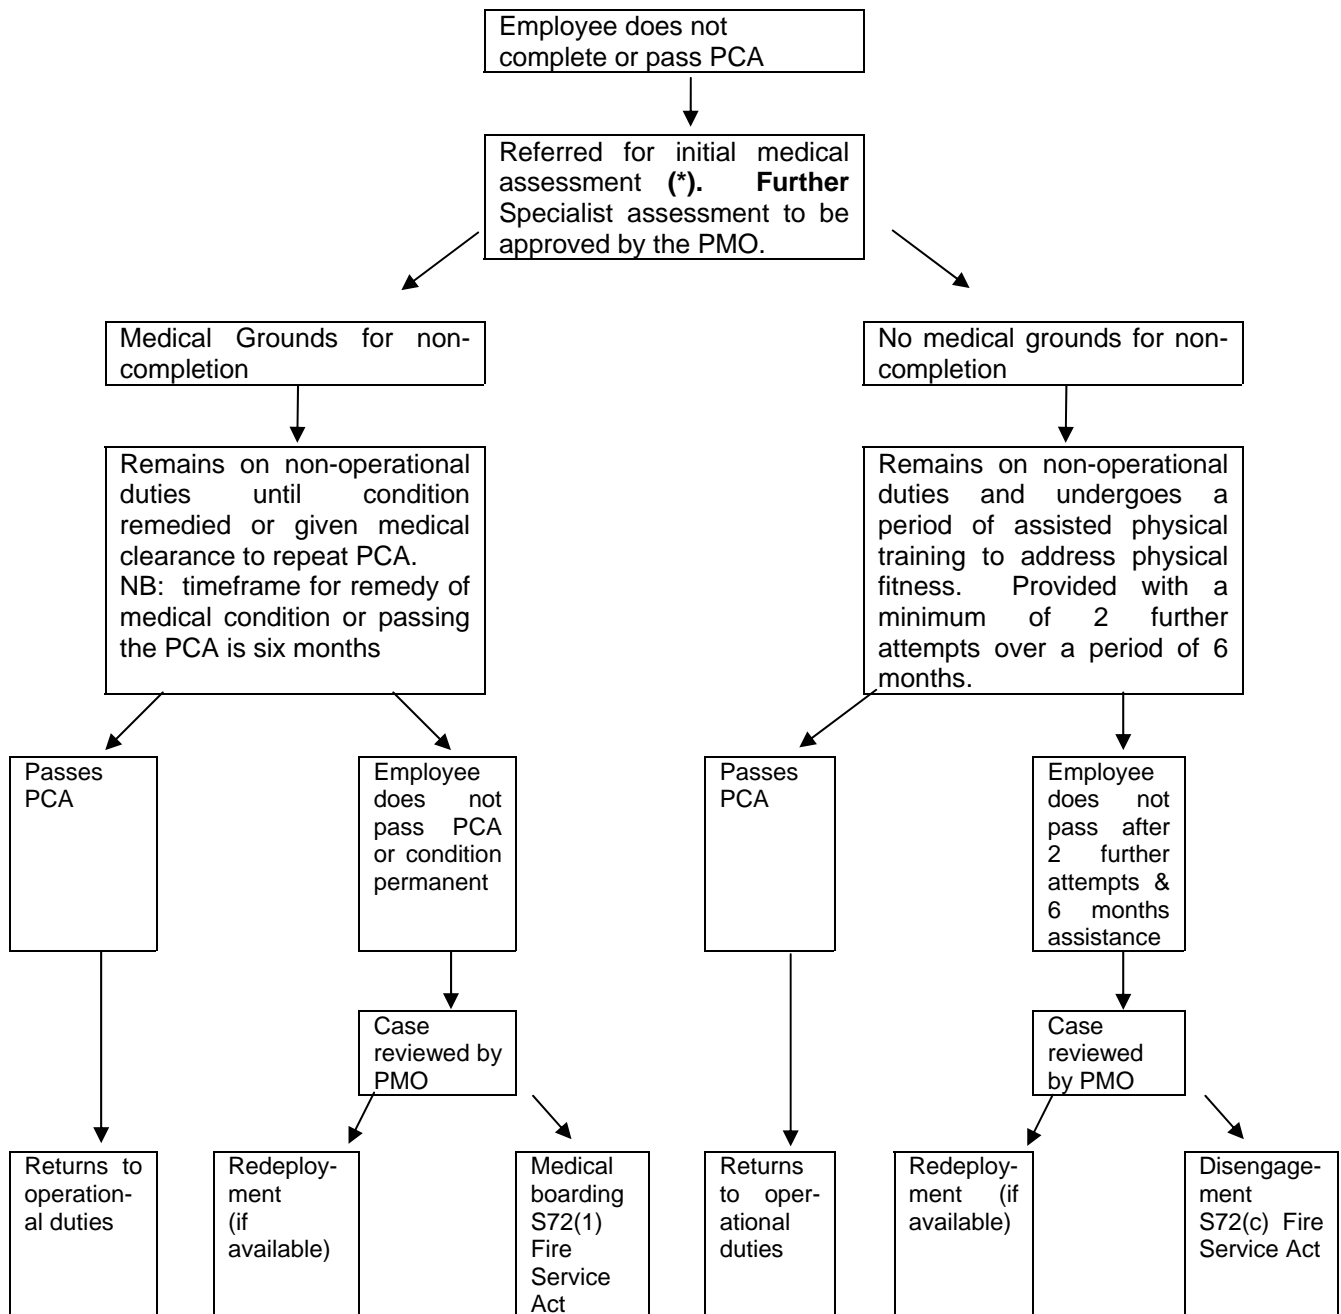 Employee does not
complete or pass PCA
Referred for initial medical
assessment (*). Further
Specialist assessment to be
approved by the PMO.
Medical Grounds for non-
completion
No medical grounds for non-
completion
Remains on non-operational
duties until condition
remedied or given medical
clearance to repeat PCA.
NB: timeframe for remedy of
medical condition or passing
the PCA is six months
Remains on non-operational
duties and undergoes a
period of assisted physical
training to address physical
fitness. Provided with a
minimum of 2 further
attempts over a period of 6
months.
Passes
PCA
Employee
does not
pass PCA
or condition
permanent
Passes
PCA
Employee
does not
pass after
2 further
attempts &
6 months
assistance
Case
reviewed by
PMO
Case
reviewed
by PMO
Returns to
operation-
al duties
Redeploy-
ment
(if
available)
Medical
boarding
S72(1)
Fire
Service
Act
Returns
to oper-
ational
duties
Redeploy-
ment (if
available)
Disengage-
ment
S72(c) Fire
Service Act